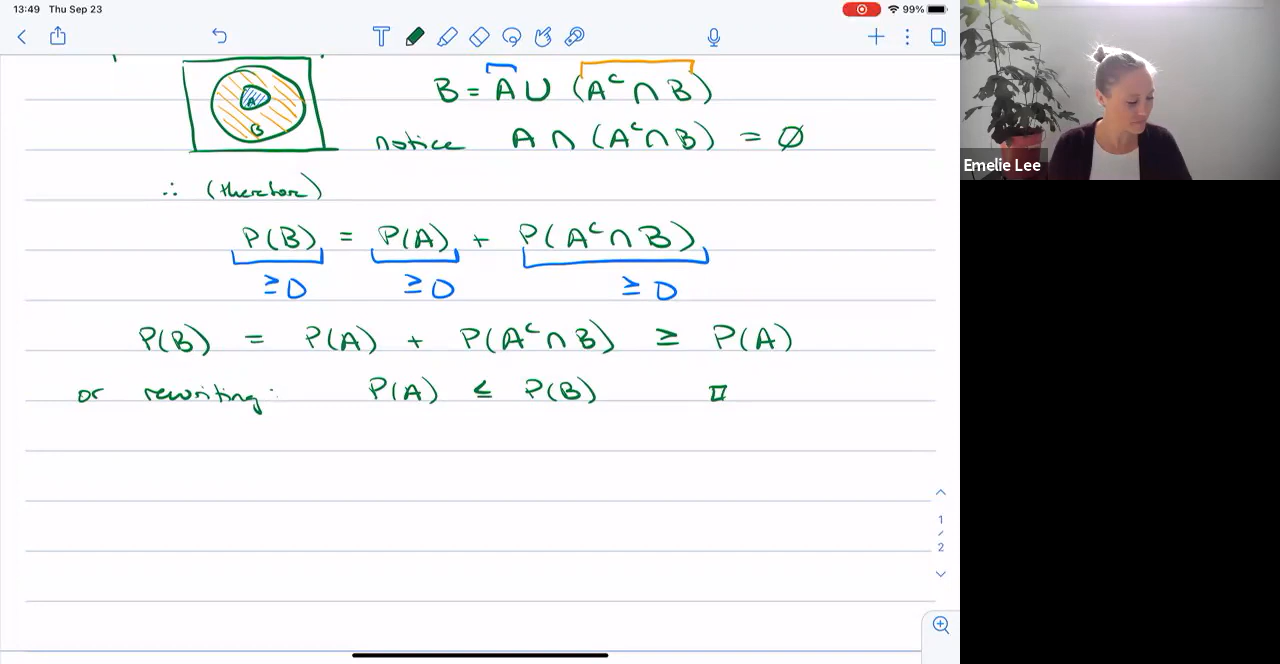 13:49 Thu Sep 23
99%
T
A
B
B = A ∪ (Aᶜ ∩ B)
notice A ∩ (Aᶜ ∩ B) = ∅
∴ (therefore)
P(B) = P(A) + P(Aᶜ ∩ B)
≥ 0 ≥ 0 ≥ 0
P(B) = P(A) + P(Aᶜ ∩ B) ≥ P(A)
or rewriting: P(A) ≤ P(B) □
1
/
2
Emelie Lee